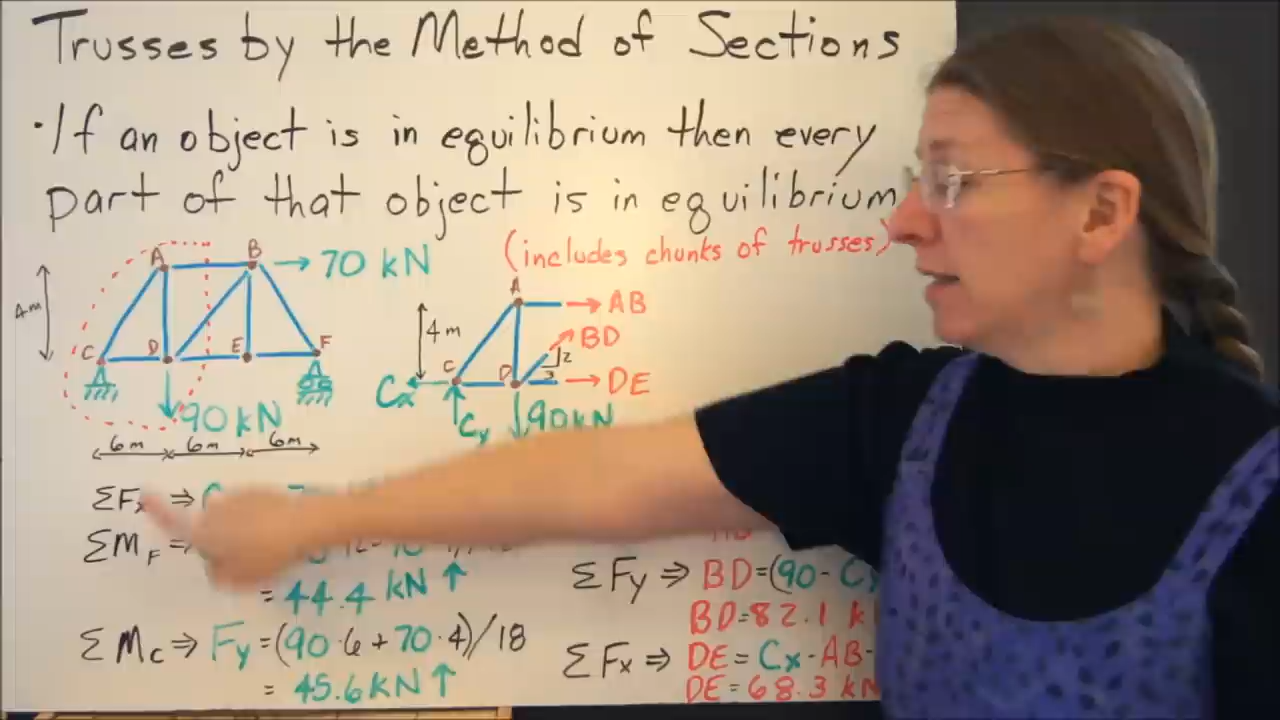 Trusses by the Method of Sections
· If an object is in equilibrium then every
part of that object is in equilibrium
(includes chunks of trusses)
A B → 70 kN
4m
C D E F
90 kN
6m 6m 6m
A → AB
4m
BD
2
3
C D → DE
Cx
Cy
90kN
ΣFx ⇒
ΣMF ⇒
= 44.4 kN ↑
ΣMc ⇒ Fy = (90·6+70·4)/18
= 45.6 kN ↑
ΣFy ⇒ BD=(90-Cy
BD=82.1 k
ΣFx ⇒ DE=Cx-AB-
DE=68.3 kN